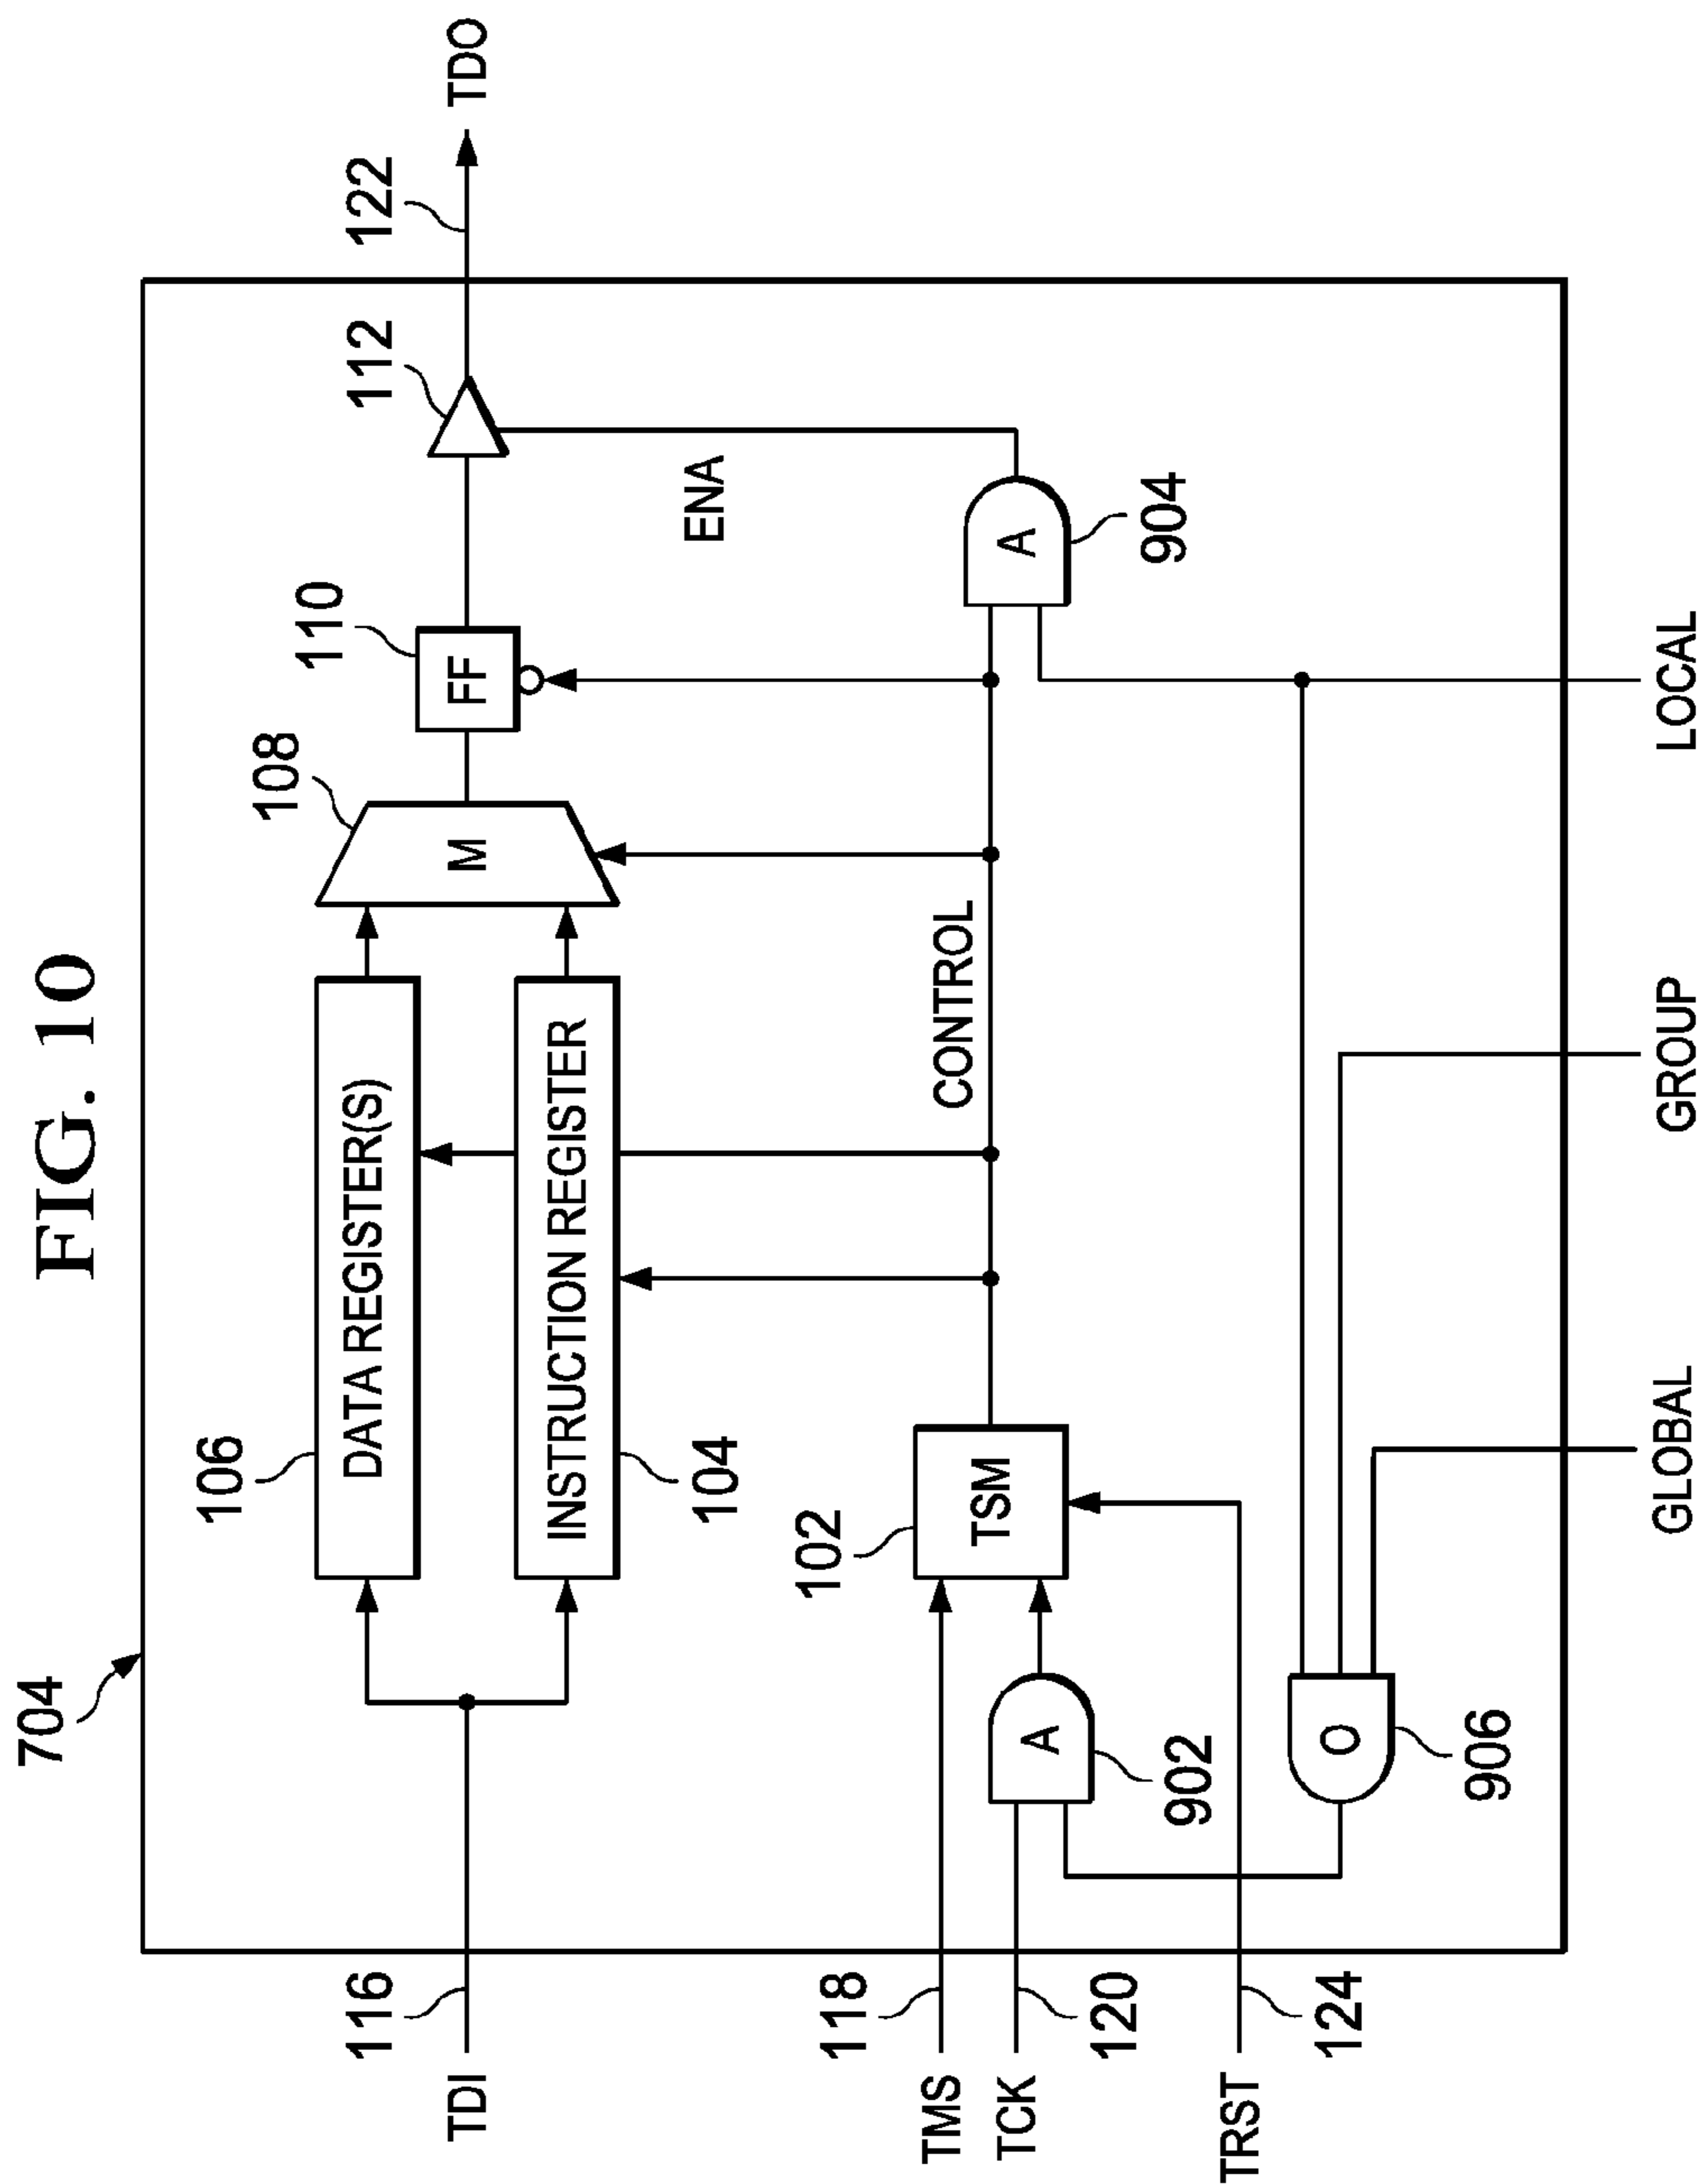 FIG. 10
704
106
DATA REGISTER(S)
108
M
110
FF
112
122
TDO
116
TDI
INSTRUCTION REGISTER
104
ENA
CONTROL
102
TSM
118
TMS
TCK
120
A
902
A
904
TRST
124
O
906
GLOBAL
GROUP
LOCAL